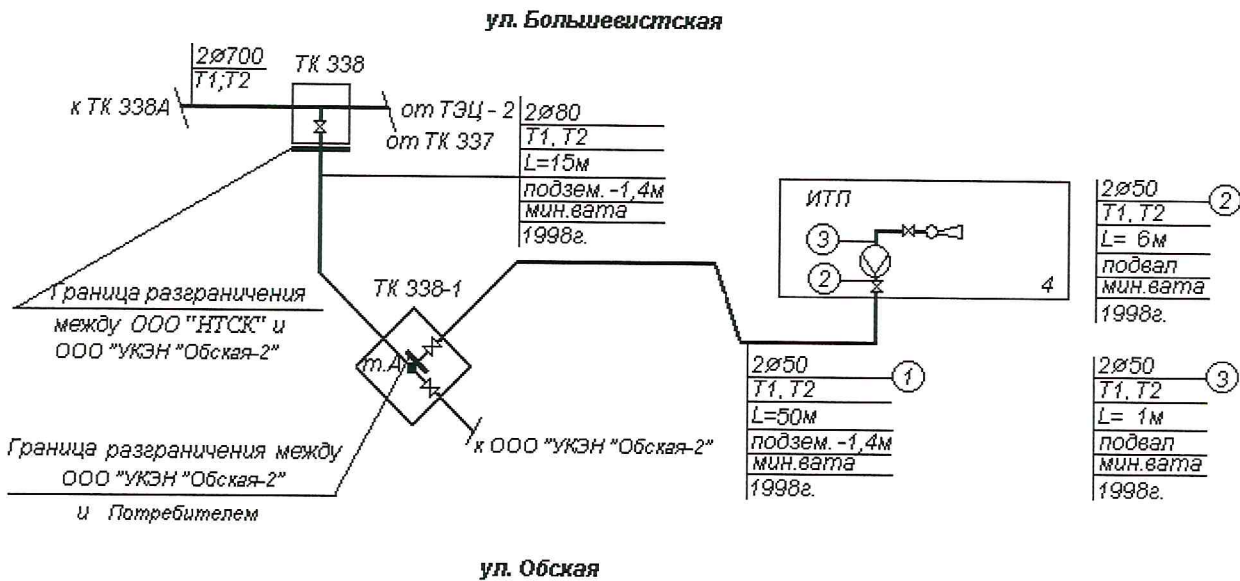 ул. Большевистская
2ø700
Т1;Т2
ТК 338
к ТК 338А
от ТЭЦ - 2
от ТК 337
2ø80
Т1, Т2
L=15м
подзем. -1,4м
мин.вата
1998г.
ИТП
3
2
4
2ø50
2
Т1, Т2
L= 6м
подвал
мин.вата
1998г.
Граница разграничения
между ООО "НТСК" и
ООО "УКЭН "Обская-2"
ТК 338-1
т.А
к ООО "УКЭН "Обская-2"
2ø50
1
Т1, Т2
L=50м
подзем. -1,4м
мин.вата
1998г.
2ø50
3
Т1, Т2
L= 1м
подвал
мин.вата
1998г.
Граница разграничения между
ООО "УКЭН "Обская-2"
и Потребителем
ул. Обская